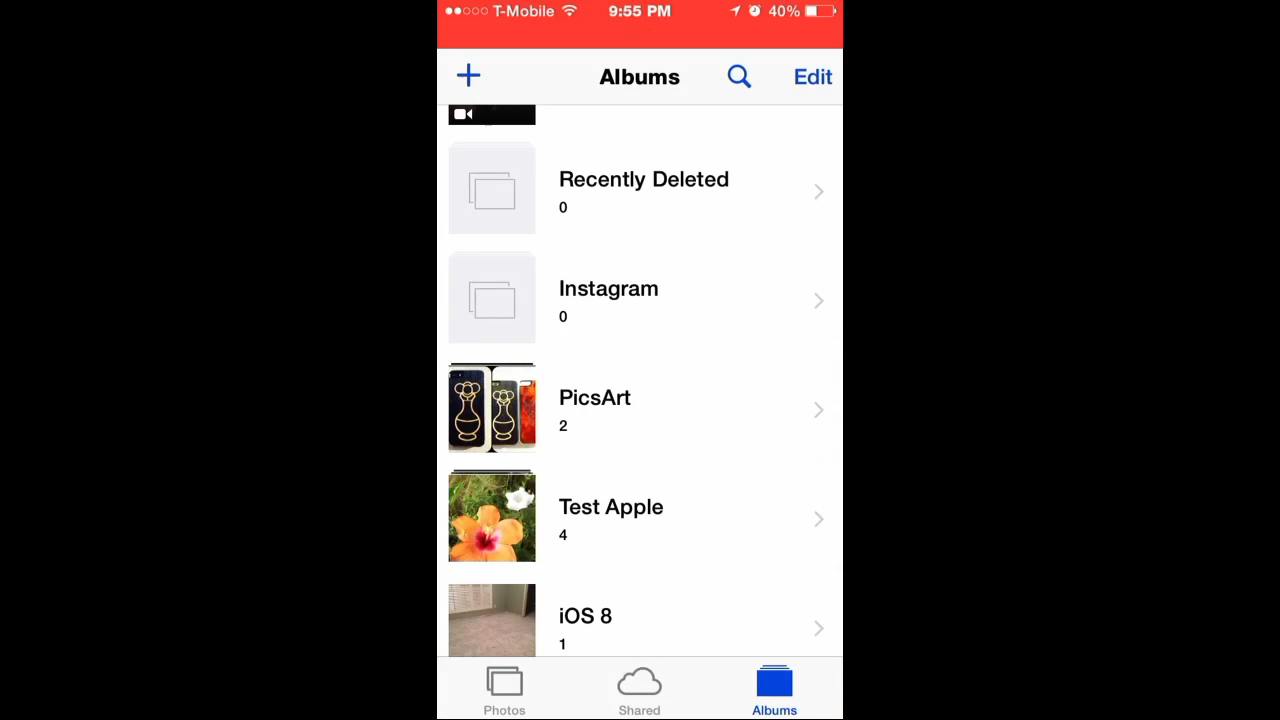 T-Mobile 9:55 PM 40%
Albums Edit
Recently Deleted
0
Instagram
0
PicsArt
2
Test Apple
4
iOS 8
1
Photos Shared Albums